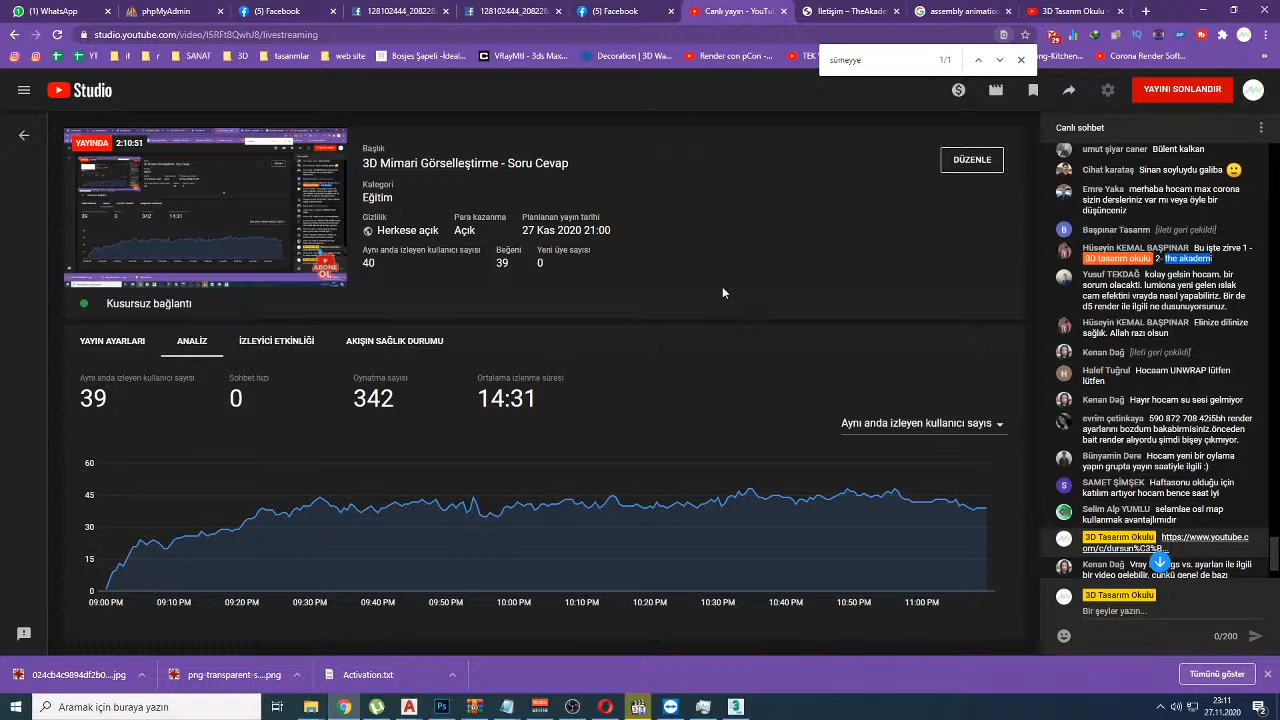 WhatsApp
phpMyAdmin
(5) Facebook
128102444_208228...
128102444_208228...
(5) Facebook
Canlı yayın - YouTu
İletişim – TheAkade
assembly animation
3D Tasarım Okulu -
studio.youtube.com/video/I5RFt8QwhJ8/livestreaming
if
if
SANAT
3D
tasarımlar
web site
Borjes Şapeli -İdeal...
VRayMtl - 3ds Max...
Decoration | 3D Wa...
Render con pCon -...
TEK
-Kitchen...
Corona Render Soft...
sümeyye
1/1
Studio
YAYINI SONLANDIR
YAYINDA
2:10:51
ABONE OL
Başlık
3D Mimari Görselleştirme - Soru Cevap
DÜZENLE
Kategori
Eğitim
Gizlilik
Para kazanma
Planlanan yayın tarihi
Herkese açık
Açık
27 Kas 2020 21:00
Aynı anda izleyen kullanıcı sayısı
Beğeni
Yeni üye sayısı
40
39
0
Kusursuz bağlantı
YAYIN AYARLARI
ANALİZ
İZLEYİCİ ETKİNLİĞİ
AKIŞIN SAĞLIK DURUMU
Aynı anda izleyen kullanıcı sayısı
Sohbet hızı
Oynatma sayısı
Ortalama izlenme süresi
39
0
342
14:31
Aynı anda izleyen kullanıcı sayıs
60
45
30
15
0
09:00 PM
09:10 PM
09:20 PM
09:30 PM
09:40 PM
09:50 PM
10:00 PM
10:10 PM
10:20 PM
10:30 PM
10:40 PM
10:50 PM
11:00 PM
Canlı sohbet
umut şiyar caner Bülent Kalkan
Cihat karataş Sinan soyluydu galiba
Emre Yaka merhaba hocam max corona
sizin dersleriniz var mı veya var bir
düşünceniz
Başpınar Tasarım [ileti geri çekildi]
Hüseyin KEMAL BAŞPINAR Bu işte zirve 1 -
3D tasarım okulu 2- the akademi
Yusuf TEKDAĞ kolay gelsin hocam. bir
sorum olacakti. lumiona yeni gelen ıslak
cam efektini vrayda nasıl yapabiliriz. Bir de
d5 render ile ilgili ne dusunuyorsunuz.
Hüseyin KEMAL BAŞPINAR Elinize dilinize
sağlık. Allah razı olsun
Kenan Dağ [ileti geri çekildi]
Halef Tuğrul Hocaam UNWRAP lütfen
lütfen
Kenan Dağ Hayır hocam su sesi gelmiyor
evrim çetinkaya 590 872 708 42i5bh render
ayarlarını bozdum bakabirmisiniz.önceden
bait render alıyordu şimdi bişey çıkmıyor.
Bünyamin Dere Hocam yeni bir oylama
yapın grupta yayın saatiyle ilgili :)
SAMET ŞİMŞEK Haftasonu olduğu için
katılım artıyor hocam bence saat iyi
Selim Alp YUMLU selamlae osl map
kullanmak avantajlımıdır
3D Tasarım Okulu https://www.youtube.c
om/c/dursun%C3%B...
Kenan Dağ Vray
gs vs. ayarları ile ilgili
bir video gelebilir, çünkü genel de bazı
3D Tasarım Okulu
Bir şeyler yazın...
0/200
024cb4c9894df2b0....jpg
png-transparent-s....png
Activation.txt
Tümünü göster
Aramak için buraya yazın
23:11
27.11.2020